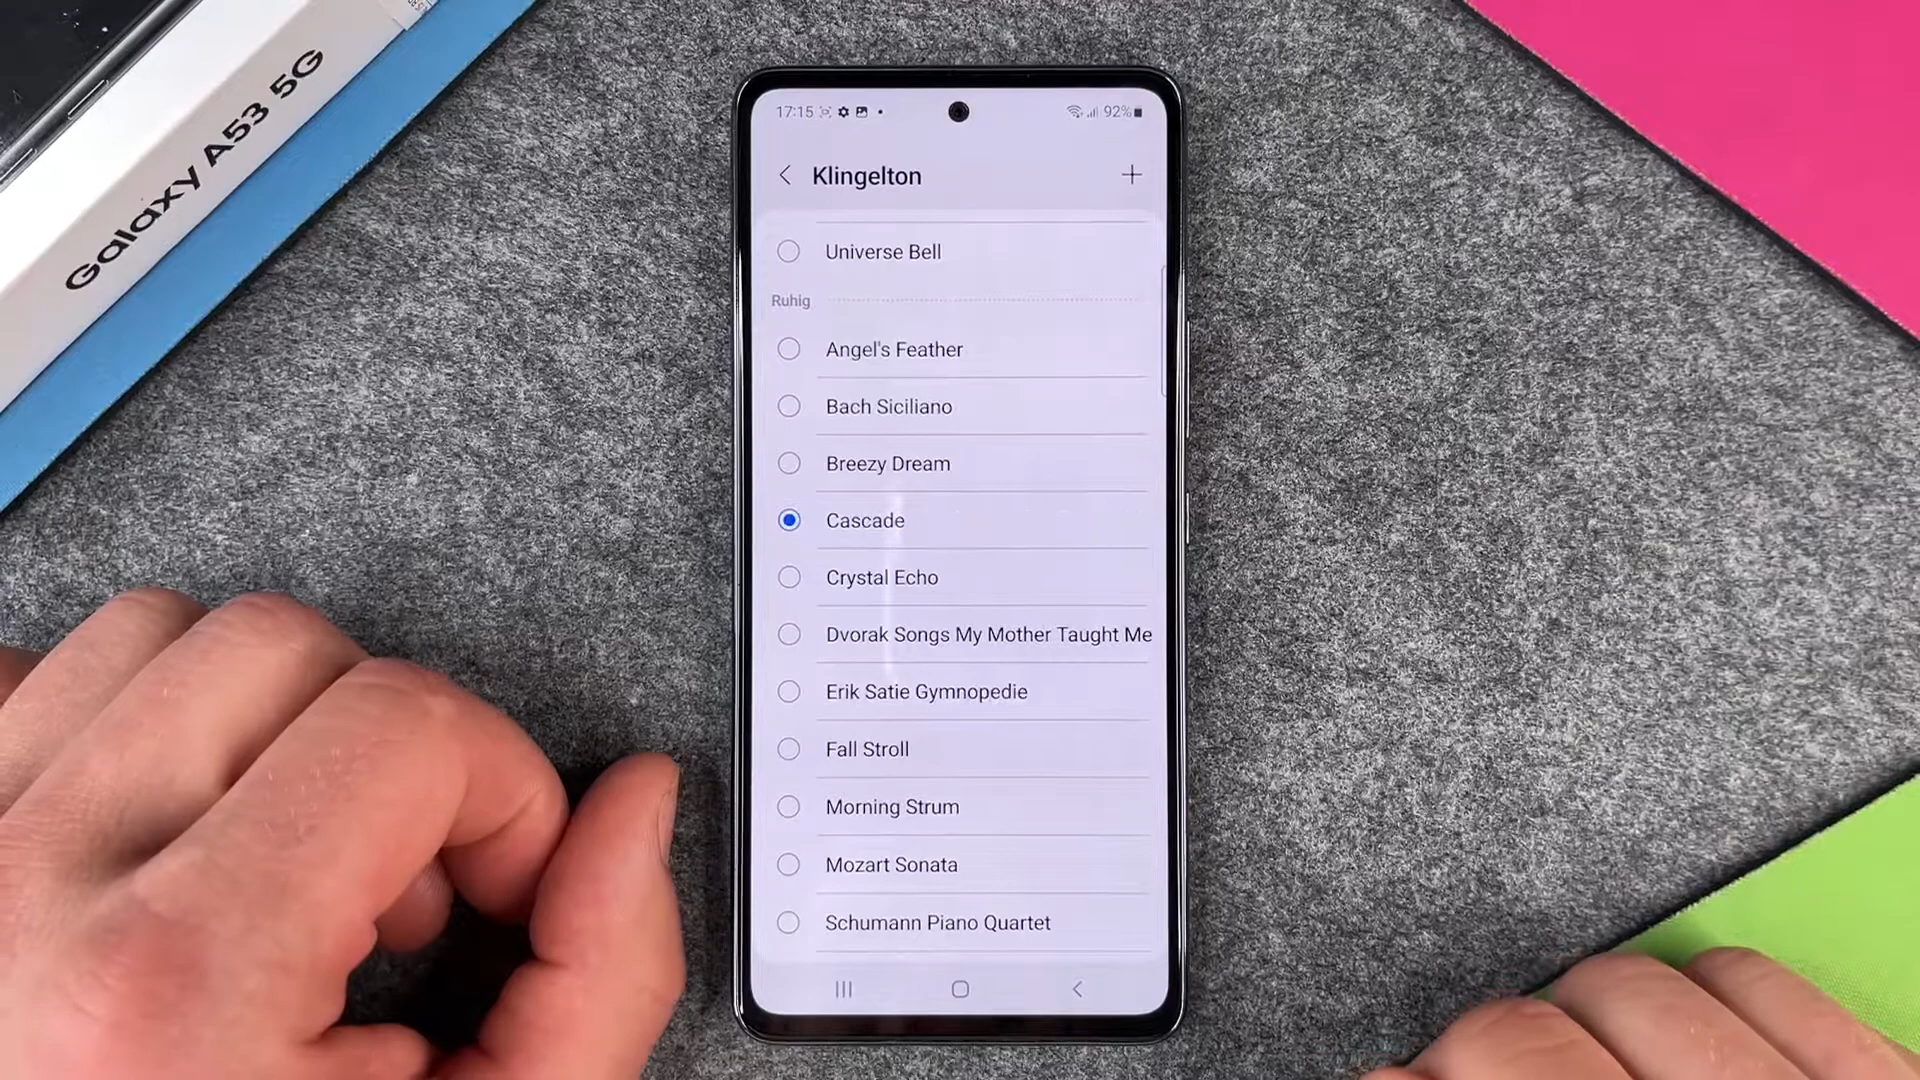 Galaxy A53 5G
17:15
92%
Klingelton
Universe Bell
Ruhig
Angel's Feather
Bach Siciliano
Breezy Dream
Cascade
Crystal Echo
Dvorak Songs My Mother Taught Me
Erik Satie Gymnopedie
Fall Stroll
Morning Strum
Mozart Sonata
Schumann Piano Quartet